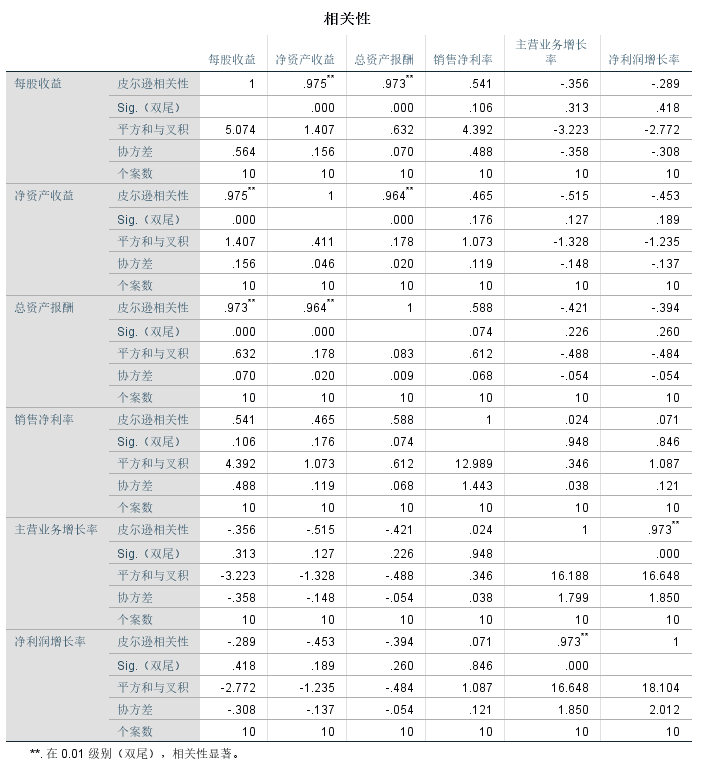 相关性
每股收益 净资产收益 总资产报酬 销售净利率 主营业务增长率 净利润增长率
每股收益 皮尔逊相关性 1 .975** .973** .541 -.356 -.289
Sig.（双尾） .000 .000 .106 .313 .418
平方和与叉积 5.074 1.407 .632 4.392 -3.223 -2.772
协方差 .564 .156 .070 .488 -.358 -.308
个案数 10 10 10 10 10 10
净资产收益 皮尔逊相关性 .975** 1 .964** .465 -.515 -.453
Sig.（双尾） .000 .000 .176 .127 .189
平方和与叉积 1.407 .411 .178 1.073 -1.328 -1.235
协方差 .156 .046 .020 .119 -.148 -.137
个案数 10 10 10 10 10 10
总资产报酬 皮尔逊相关性 .973** .964** 1 .588 -.421 -.394
Sig.（双尾） .000 .000 .074 .226 .260
平方和与叉积 .632 .178 .083 .612 -.488 -.484
协方差 .070 .020 .009 .068 -.054 -.054
个案数 10 10 10 10 10 10
销售净利率 皮尔逊相关性 .541 .465 .588 1 .024 .071
Sig.（双尾） .106 .176 .074 .948 .846
平方和与叉积 4.392 1.073 .612 12.989 .346 1.087
协方差 .488 .119 .068 1.443 .038 .121
个案数 10 10 10 10 10 10
主营业务增长率 皮尔逊相关性 -.356 -.515 -.421 .024 1 .973**
Sig.（双尾） .313 .127 .226 .948 .000
平方和与叉积 -3.223 -1.328 -.488 .346 16.188 16.648
协方差 -.358 -.148 -.054 .038 1.799 1.850
个案数 10 10 10 10 10 10
净利润增长率 皮尔逊相关性 -.289 -.453 -.394 .071 .973** 1
Sig.（双尾） .418 .189 .260 .846 .000
平方和与叉积 -2.772 -1.235 -.484 1.087 16.648 18.104
协方差 -.308 -.137 -.054 .121 1.850 2.012
个案数 10 10 10 10 10 10
**. 在 0.01 级别（双尾），相关性显著。